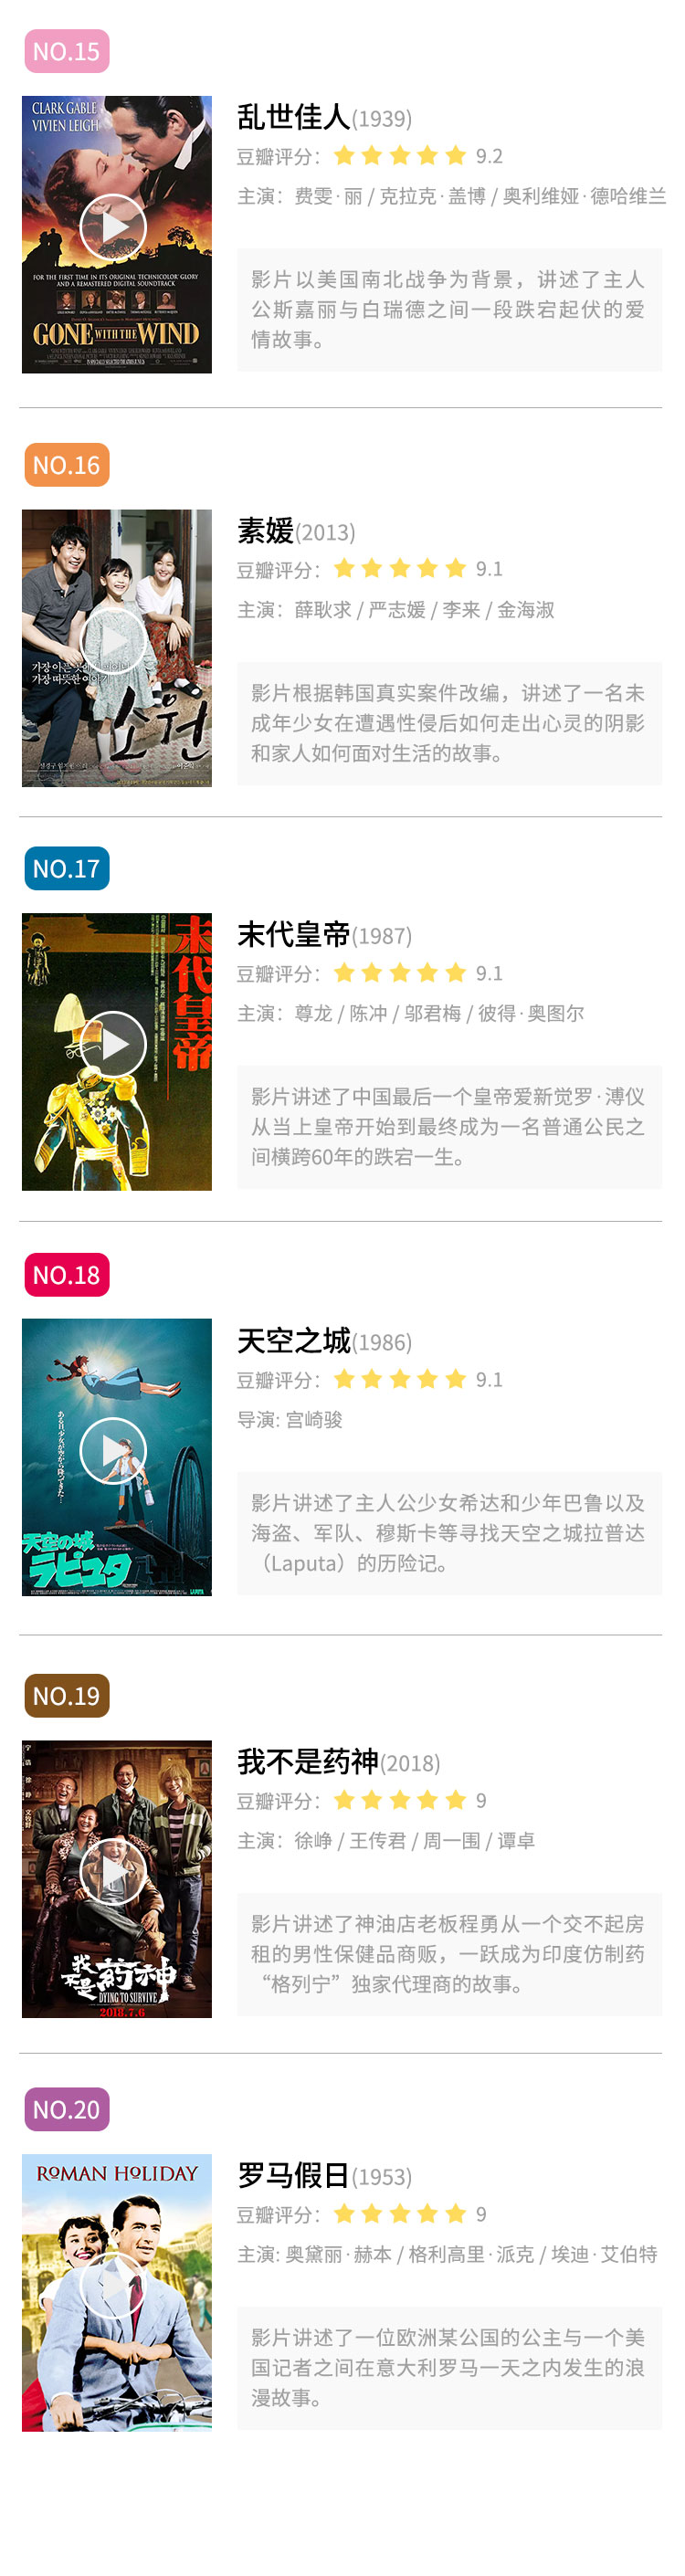 NO.15
CLARK GABLE
VIVIEN LEIGH
FOR THE FIRST TIME IN ITS ORIGINAL TECHNICOLOR GLORY
AND A REMASTERED DIGITAL SOUNDTRACK
GONE WITH THE WIND
乱世佳人(1939)
豆瓣评分： 9.2
主演：费雯·丽 / 克拉克·盖博 / 奥利维娅·德哈维兰
影片以美国南北战争为背景，讲述了主人
公斯嘉丽与白瑞德之间一段跌宕起伏的爱
情故事。
NO.16
가장 아픈
가장 따뜻한
소원
素媛(2013)
豆瓣评分： 9.1
主演：薛耿求 / 严志媛 / 李来 / 金海淑
影片根据韩国真实案件改编，讲述了一名未
成年少女在遭遇性侵后如何走出心灵的阴影
和家人如何面对生活的故事。
NO.17
末代皇帝
末代皇帝(1987)
豆瓣评分： 9.1
主演：尊龙 / 陈冲 / 邬君梅 / 彼得·奥图尔
影片讲述了中国最后一个皇帝爱新觉罗·溥仪
从当上皇帝开始到最终成为一名普通公民之
间横跨60年的跌宕一生。
NO.18
ある日、少女が空から降ってきた…
天空の城
ラピュタ
天空之城(1986)
豆瓣评分： 9.1
导演: 宫崎骏
影片讲述了主人公少女希达和少年巴鲁以及
海盗、军队、穆斯卡等寻找天空之城拉普达
（Laputa）的历险记。
NO.19
宁浩
徐峥
文牧野
我不是药神
DYING TO SURVIVE
2018.7.6
我不是药神(2018)
豆瓣评分： 9
主演：徐峥 / 王传君 / 周一围 / 谭卓
影片讲述了神油店老板程勇从一个交不起房
租的男性保健品商贩，一跃成为印度仿制药
“格列宁”独家代理商的故事。
NO.20
ROMAN HOLIDAY
罗马假日(1953)
豆瓣评分： 9
主演: 奥黛丽·赫本 / 格利高里·派克 / 埃迪·艾伯特
影片讲述了一位欧洲某公国的公主与一个美
国记者之间在意大利罗马一天之内发生的浪
漫故事。